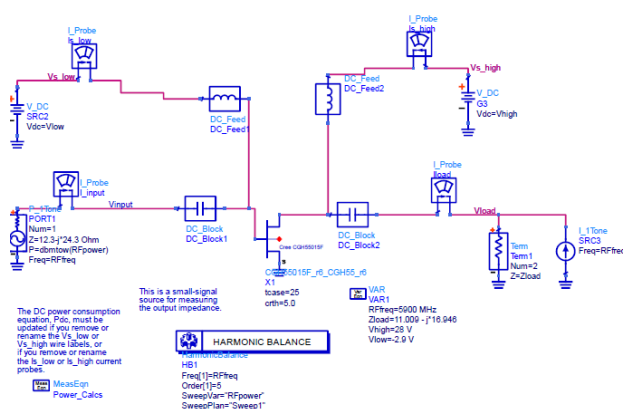 I_Probe
Is_low
I_Probe
Is_high
Vs_low
Vs_high
DC_Feed
DC_Feed2
V_DC
SRC2
Vdc=Vlow
DC_Feed
DC_Feed1
V_DC
G3
Vdc=Vhigh
I_Probe
I_input
I_Probe
Iload
Vinput
Vload
P_1Tone
PORT1
Num=1
Z=12.3-j*24.3 Ohm
P=dbmtow(RFpower)
Freq=RFfreq
DC_Block
DC_Block1
Cree CGH55015F
DC_Block
DC_Block2
X1
tcase=25
crth=5.0
Term
Term1
Num=2
Z=Zload
I_1Tone
SRC3
Freq=RFfreq
This is a small-signal
source for measuring
the output impedance.
Var
Eqn
VAR
VAR1
RFfreq=5900 MHz
Zload=11.009 - j*16.946
Vhigh=28 V
Vlow=-2.9 V
The DC power consumption
equation, Pdc, must be
updated if you remove or
rename the Vs_low or
Vs_high wire labels, or
if you remove or rename
the Is_low or Is_high current
probes.
Meas
Eqn
MeasEqn
Power_Calcs
HARMONIC BALANCE
HarmonicBalance
HB1
Freq[1]=RFfreq
Order[1]=5
SweepVar="RFpower"
SweepPlan="Sweep1"